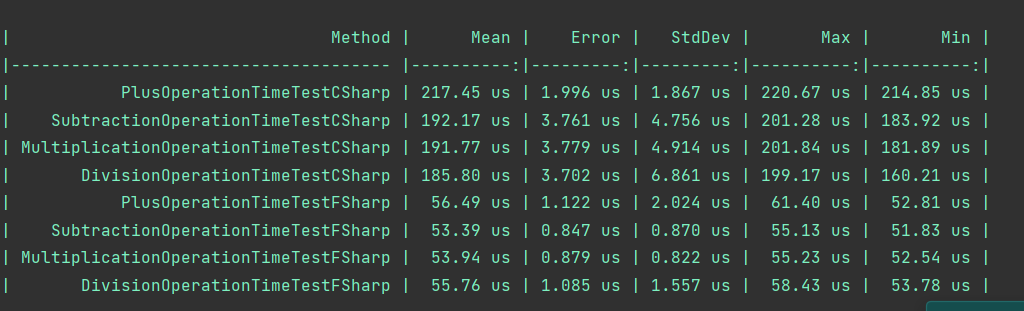 |                                Method |      Mean |    Error |   StdDev |       Max |       Min |
|-------------------------------------- |----------:|---------:|---------:|----------:|----------:|
|           PlusOperationTimeTestCSharp | 217.45 us | 1.996 us | 1.867 us | 220.67 us | 214.85 us |
|    SubtractionOperationTimeTestCSharp | 192.17 us | 3.761 us | 4.756 us | 201.28 us | 183.92 us |
| MultiplicationOperationTimeTestCSharp | 191.77 us | 3.779 us | 4.914 us | 201.84 us | 181.89 us |
|       DivisionOperationTimeTestCSharp | 185.80 us | 3.702 us | 6.861 us | 199.17 us | 160.21 us |
|           PlusOperationTimeTestFSharp |  56.49 us | 1.122 us | 2.024 us |  61.40 us |  52.81 us |
|    SubtractionOperationTimeTestFSharp |  53.39 us | 0.847 us | 0.870 us |  55.13 us |  51.83 us |
| MultiplicationOperationTimeTestFSharp |  53.94 us | 0.879 us | 0.822 us |  55.23 us |  52.54 us |
|       DivisionOperationTimeTestFSharp |  55.76 us | 1.085 us | 1.557 us |  58.43 us |  53.78 us |